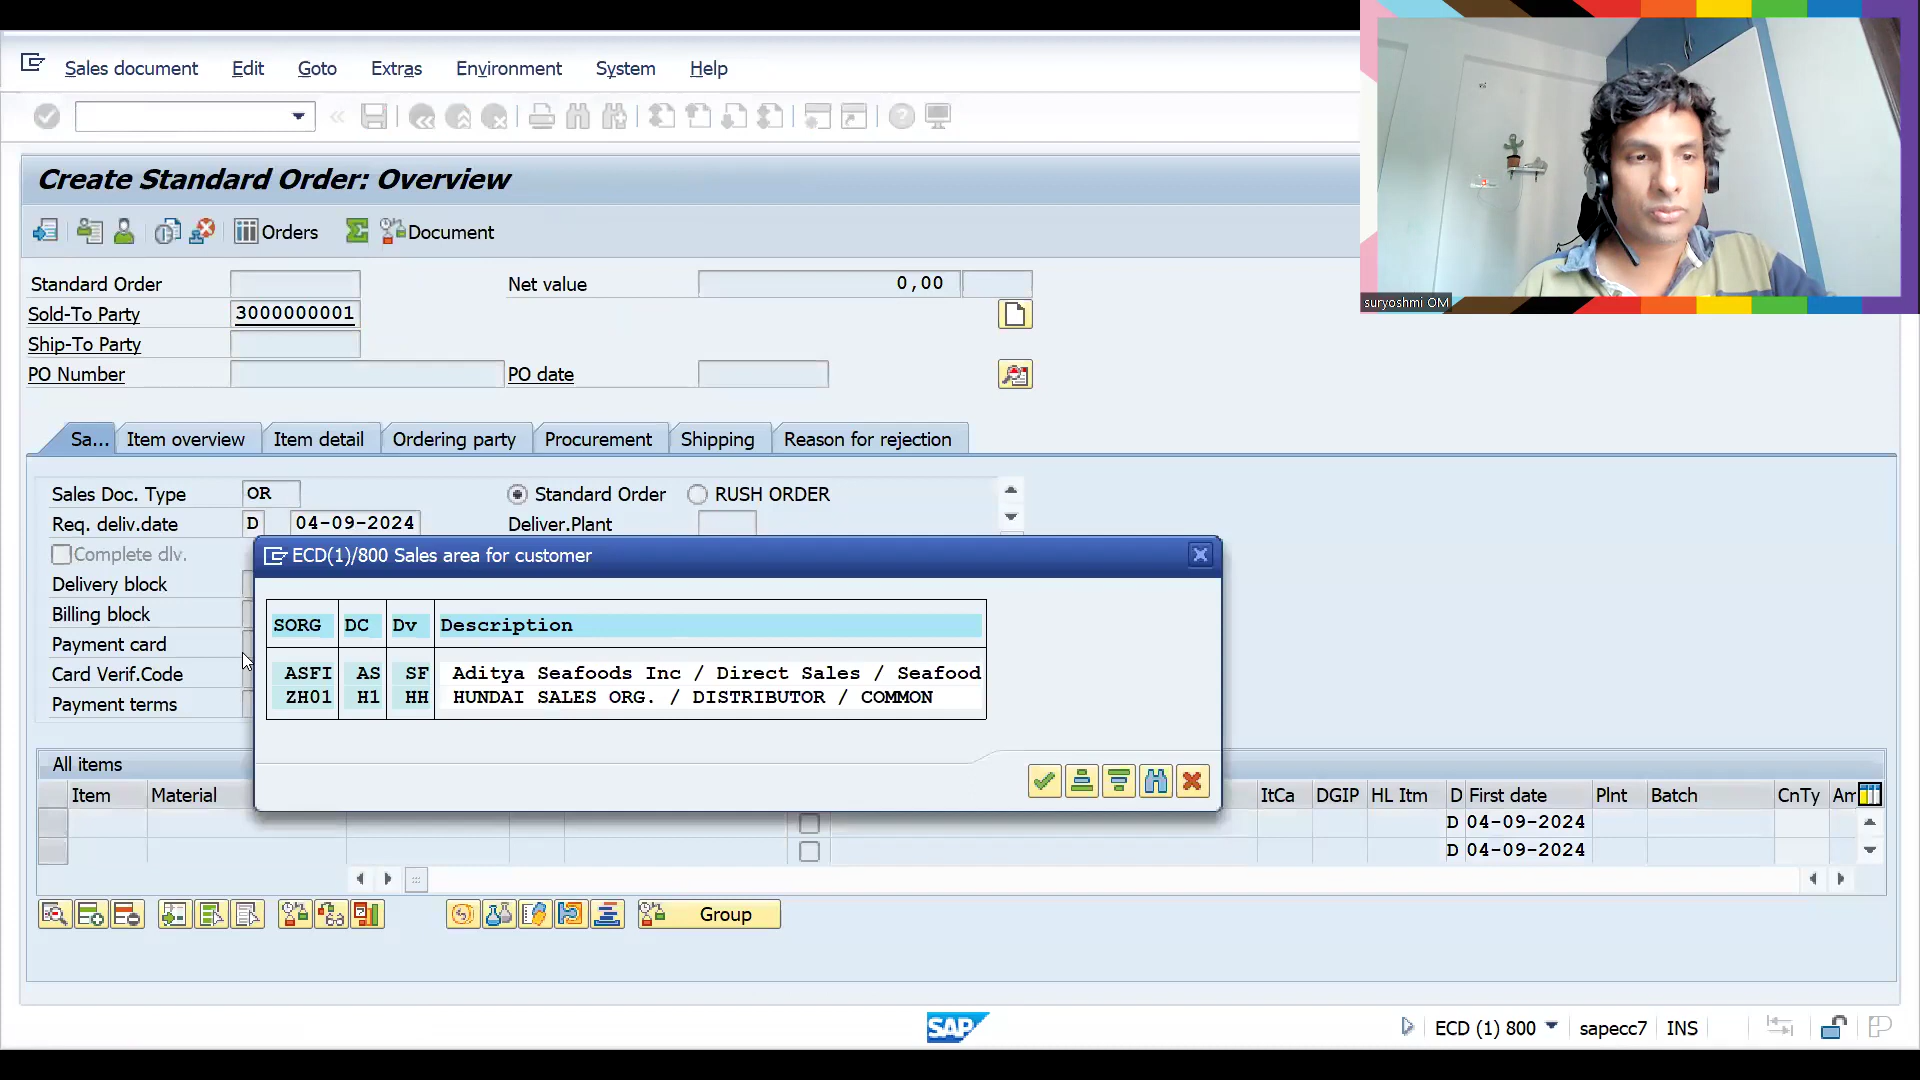 Sales document Edit Goto Extras Environment System Help
Create Standard Order: Overview
Orders Document
Standard Order Net value 0,00
Sold-To Party 3000000001
Ship-To Party
PO Number PO date
suryoshmi OM
Sa... Item overview Item detail Ordering party Procurement Shipping Reason for rejection
Sales Doc. Type OR Standard Order RUSH ORDER
Req. deliv.date D 04-09-2024 Deliver.Plant
Complete dlv.
Delivery block
Billing block
Payment card
Card Verif.Code
Payment terms
ECD(1)/800 Sales area for customer
SORG DC Dv Description
ASFI AS SF Aditya Seafoods Inc / Direct Sales / Seafood
ZH01 H1 HH HUNDAI SALES ORG. / DISTRIBUTOR / COMMON
All items
Item Material ItCa DGIP HL Itm D First date Plnt Batch CnTy Am
D 04-09-2024
D 04-09-2024
Group
SAP ECD (1) 800 sapecc7 INS